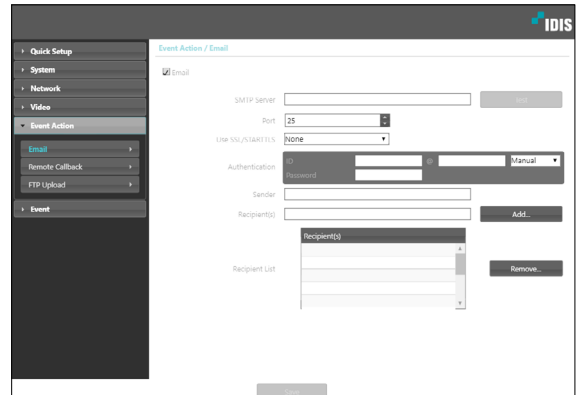 IDIS
Quick Setup
System
Network
Video
Event Action
Email
Remote Callback
FTP Upload
Event
Event Action / Email
Email
SMTP Server
Test
Port 25
Use SSL/STARTTLS None
Authentication
ID @ Manual
Password
Sender
Recipient(s) Add...
Recipient(s)
Recipient List
Remove...
Save